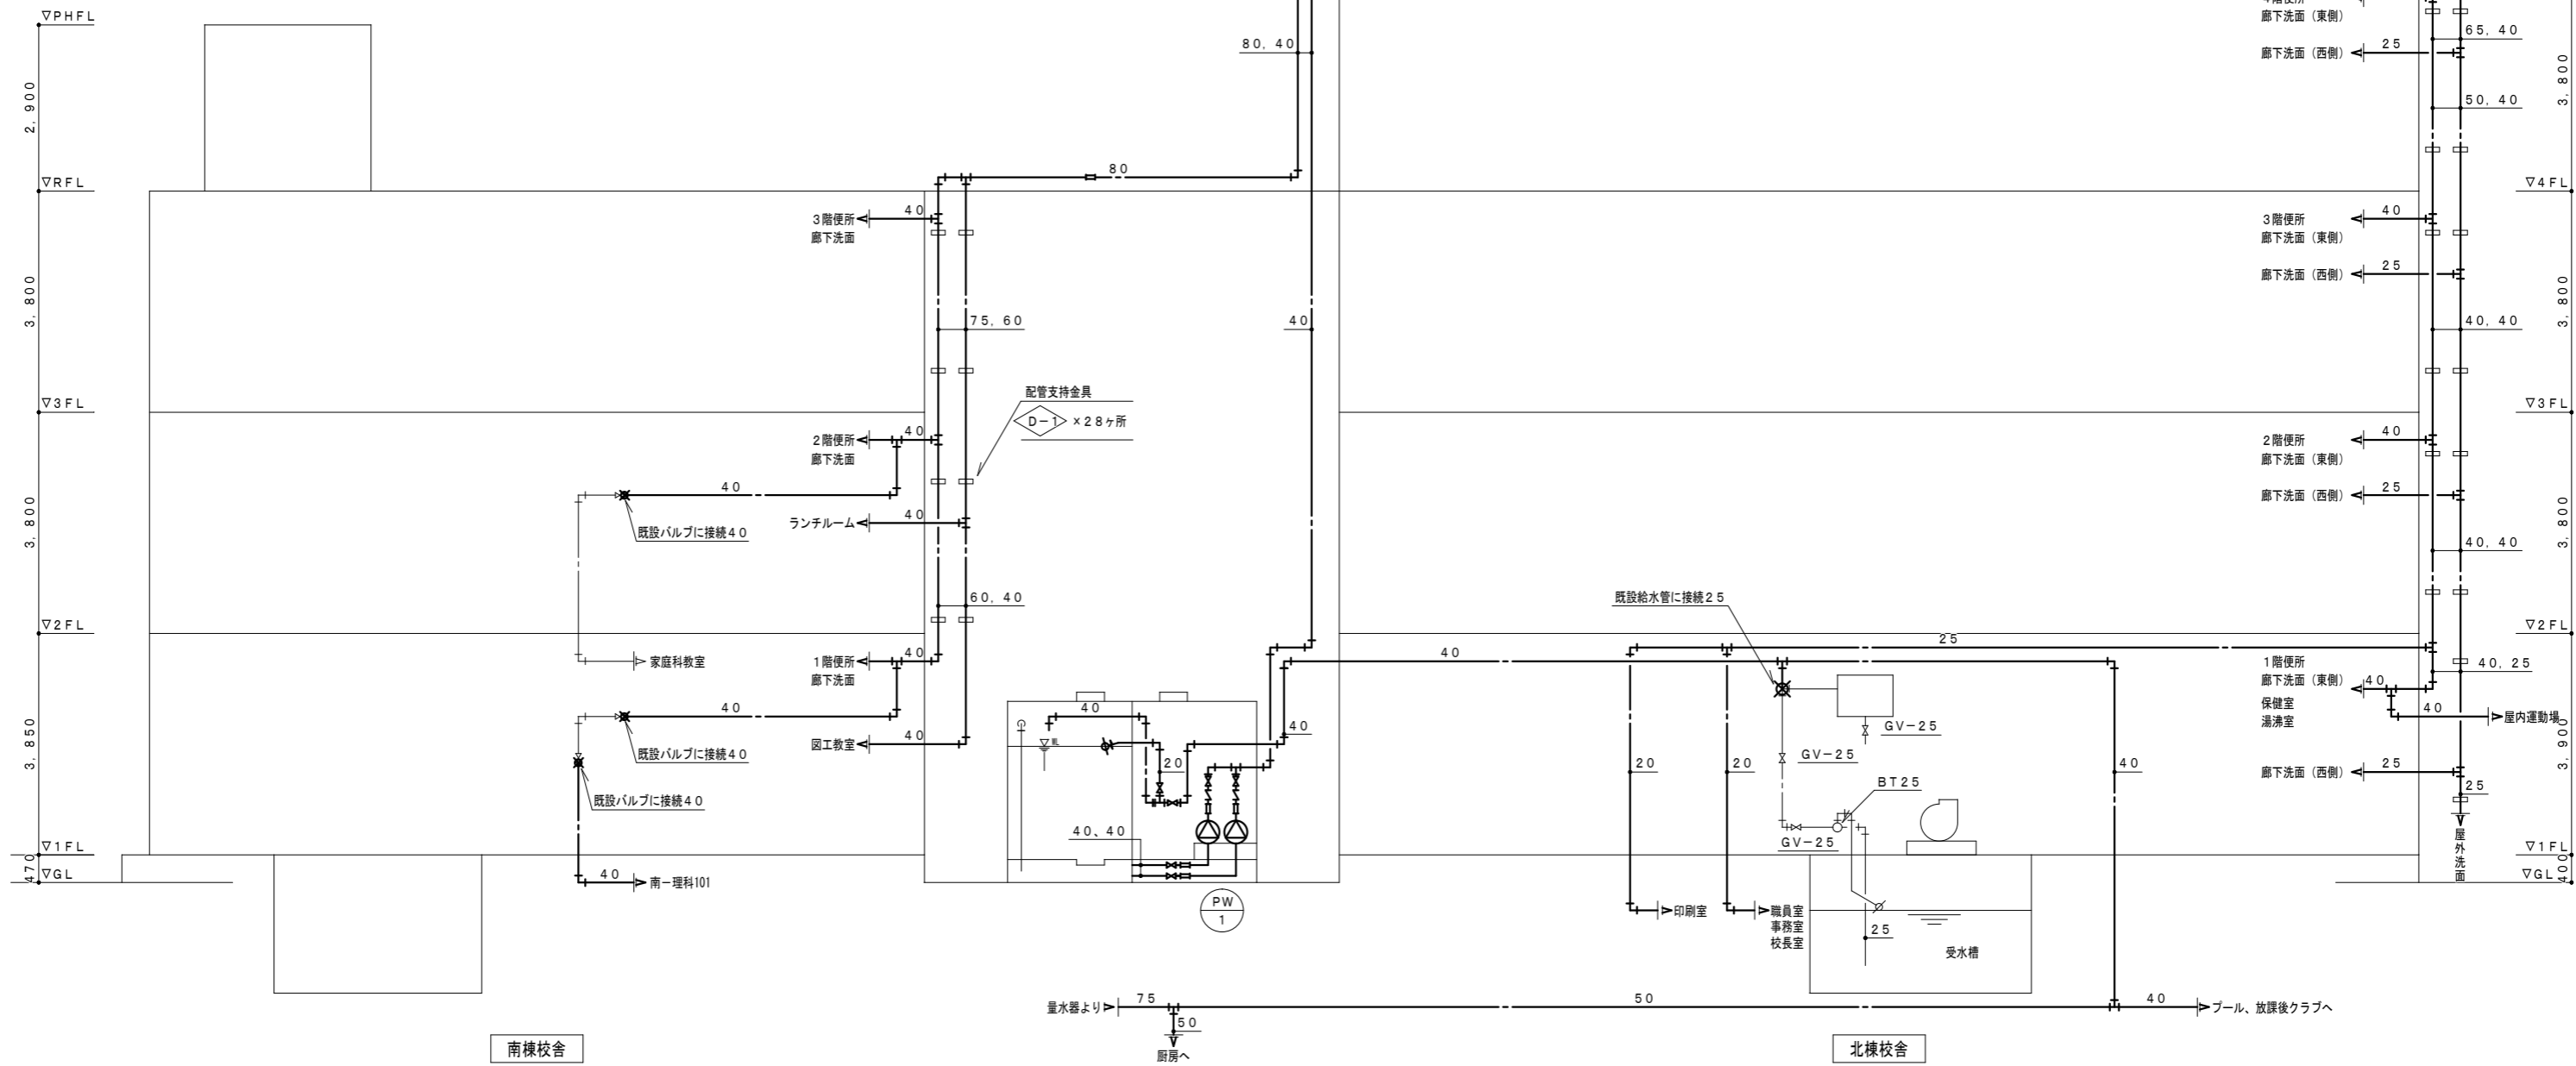 ▽PHFL
2,900
▽RFL
3,800
▽3FL
3,800
▽2FL
3,850
▽1FL
470
▽GL
80
80,40
3階便所
廊下洗面
40
75,60
40
配管支持金具
D-1 ×28ヶ所
2階便所
廊下洗面
40
40
既設バルブに接続40
ランチルーム
40
60,40
家庭科教室
1階便所
廊下洗面
40
40
既設バルブに接続40
図工教室
40
既設バルブに接続40
40
南-理科101
40
WL
20
40
40、40
PW
1
40
25
既設給水管に接続25
GV-25
GV-25
BT25
GV-25
20
20
40
印刷室
職員室
事務室
校長室
25
受水槽
量水器より
75
50
50
厨房へ
40
プール、放課後クラブへ
南棟校舎
北棟校舎
廊下洗面(東側)
65,40
廊下洗面(西側)
25
50,40
3,800
▽4FL
3階便所
廊下洗面(東側)
40
廊下洗面(西側)
25
40,40
3,800
▽3FL
2階便所
廊下洗面(東側)
40
廊下洗面(西側)
25
40,40
3,800
▽2FL
1階便所
廊下洗面(東側)
保健室
湯沸室
40
40,25
40
屋内運動場
3,900
廊下洗面(西側)
25
25
屋外洗面
▽1FL
400
▽GL